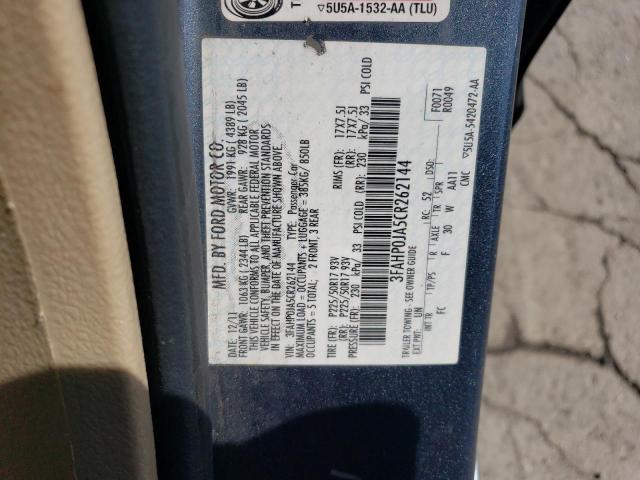 ▽5U5A-1532-AA (TLU)
MFD. BY FORD MOTOR CO.
DATE: 12/11 GVWR: 1991 KG ( 4389 LB)
FRONT GAWR: 1063 KG ( 2344 LB) REAR GAWR: 928 KG ( 2045 LB)
THIS VEHICLE CONFORMS TO ALL APPLICABLE FEDERAL MOTOR
VEHICLE SAFETY, BUMPER, AND THEFT PREVENTION STANDARDS
IN EFFECT ON THE DATE OF MANUFACTURE SHOWN ABOVE.
VIN: 3FAHP0JA5CR262144 TYPE: Passenger Car
MAXIMUM LOAD = OCCUPANTS + LUGGAGE = 385KG/ 850LB
OCCUPANTS = 5 TOTAL: 2 FRONT, 3 REAR
TIRE (FR): P225/50R17 93V RIMS (FR): 17X7.5J
(RR): P225/50R17 93V (RR): 17X7.5J
PRESSURE (FR): 230 kPa/ 33 PSI COLD (RR): 230 kPa/ 33 PSI COLD
3FAHP0JA5CR262144
TRAILER TOWING - SEE OWNER GUIDE
F0071
R0049
EXT PNT: UN RC: 52 DSO:
INT TR TP/PS R AXLE TR SPR
F 30 W AA11
CMC ▽5U5A-5420472-AA